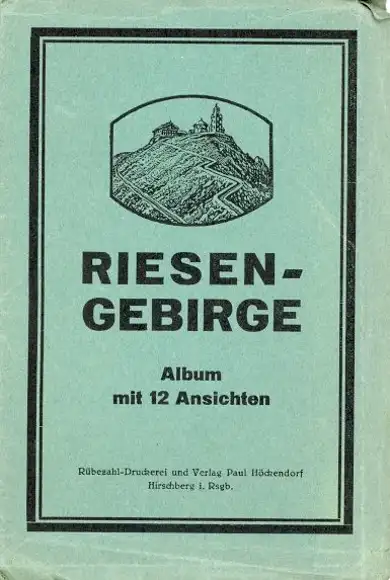 RIESEN-
GEBIRGE
Album
mit 12 Ansichten
Rübezahl-Druckerei und Verlag Paul Höckendorf
Hirschberg i. Rsgb.